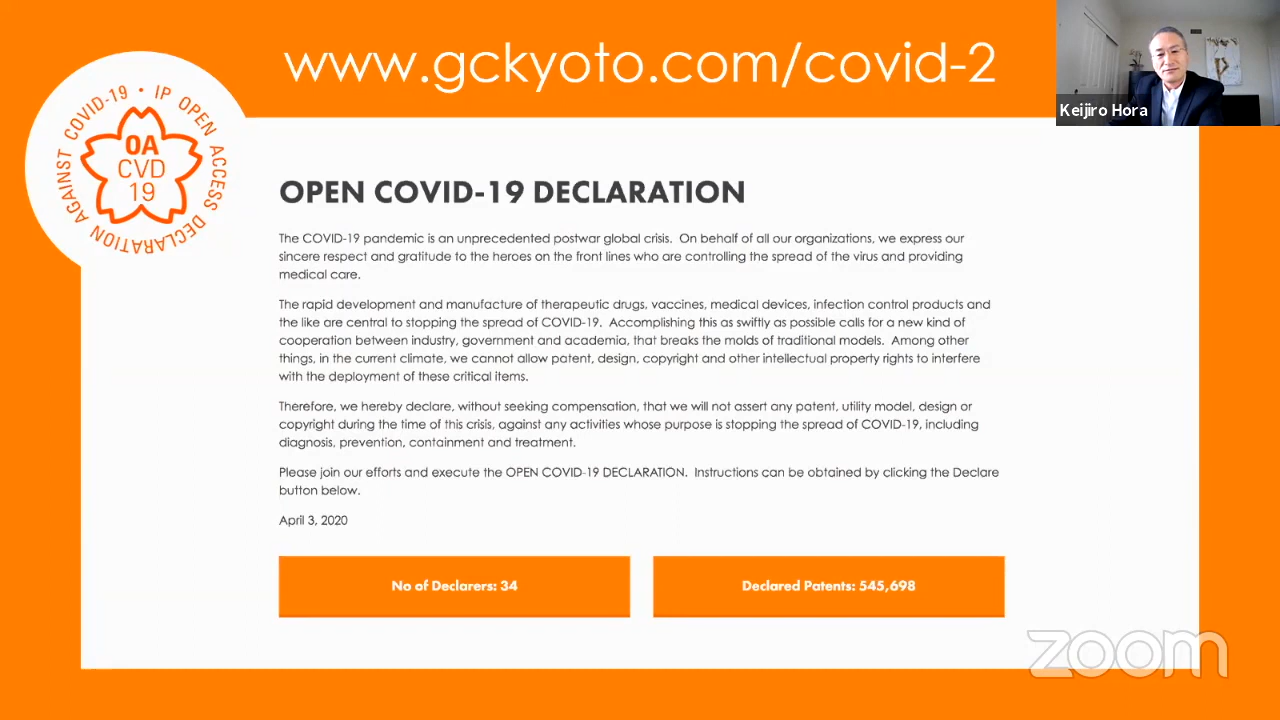 www.gckyoto.com/covid-2
Keijiro Hora
AGAINST COVID-19 • IP OPEN ACCESS DECLARATION
OA
CVD
19
OPEN COVID-19 DECLARATION
The COVID-19 pandemic is an unprecedented postwar global crisis. On behalf of all our organizations, we express our
sincere respect and gratitude to the heroes on the front lines who are controlling the spread of the virus and providing
medical care.
The rapid development and manufacture of therapeutic drugs, vaccines, medical devices, infection control products and
the like are central to stopping the spread of COVID-19. Accomplishing this as swiftly as possible calls for a new kind of
cooperation between industry, government and academia, that breaks the molds of traditional models. Among other
things, in the current climate, we cannot allow patent, design, copyright and other intellectual property rights to interfere
with the deployment of these critical items.
Therefore, we hereby declare, without seeking compensation, that we will not assert any patent, utility model, design or
copyright during the time of this crisis, against any activities whose purpose is stopping the spread of COVID-19, including
diagnosis, prevention, containment and treatment.
Please join our efforts and execute the OPEN COVID-19 DECLARATION. Instructions can be obtained by clicking the Declare
button below.
April 3, 2020
No of Declarers: 34
Declared Patents: 545,698
zoom